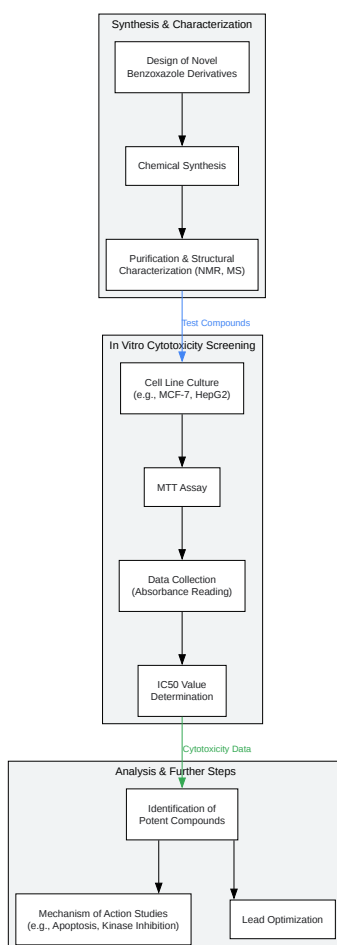 Synthesis & Characterization
Design of Novel
Benzoxazole Derivatives
Chemical Synthesis
Purification & Structural
Characterization (NMR, MS)
Test Compounds
In Vitro Cytotoxicity Screening
Cell Line Culture
(e.g., MCF-7, HepG2)
MTT Assay
Data Collection
(Absorbance Reading)
IC50 Value
Determination
Cytotoxicity Data
Analysis & Further Steps
Identification of
Potent Compounds
Mechanism of Action Studies
(e.g., Apoptosis, Kinase Inhibition)
Lead Optimization